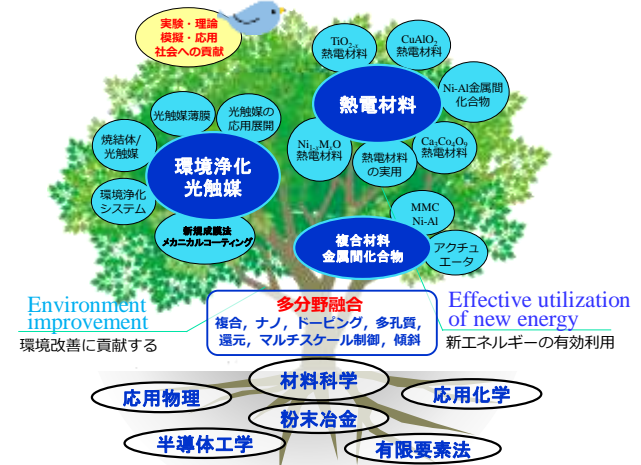 実験・理論
模擬・応用
社会への貢献
TiO2-x
熱電材料
CuAlO2
熱電材料
熱電材料
Ni-Al金属間
化合物
光触媒薄膜
光触媒の
応用展開
焼結体/
光触媒
環境浄化
光触媒
Ni1-xMxO
熱電材料
熱電材料
の実用
Ca3Co4O9
熱電材料
環境浄化
システム
新規成膜法
メカニカルコーティング
MMC
Ni-Al
複合材料
金属間化合物
アクチュ
エータ
Environment
improvement
環境改善に貢献する
多分野融合
複合, ナノ, ドーピング, 多孔質,
還元, マルチスケール制御, 傾斜
Effective utilization
of new energy
新エネルギーの有効利用
材料科学
応用物理
応用化学
粉末冶金
半導体工学
有限要素法